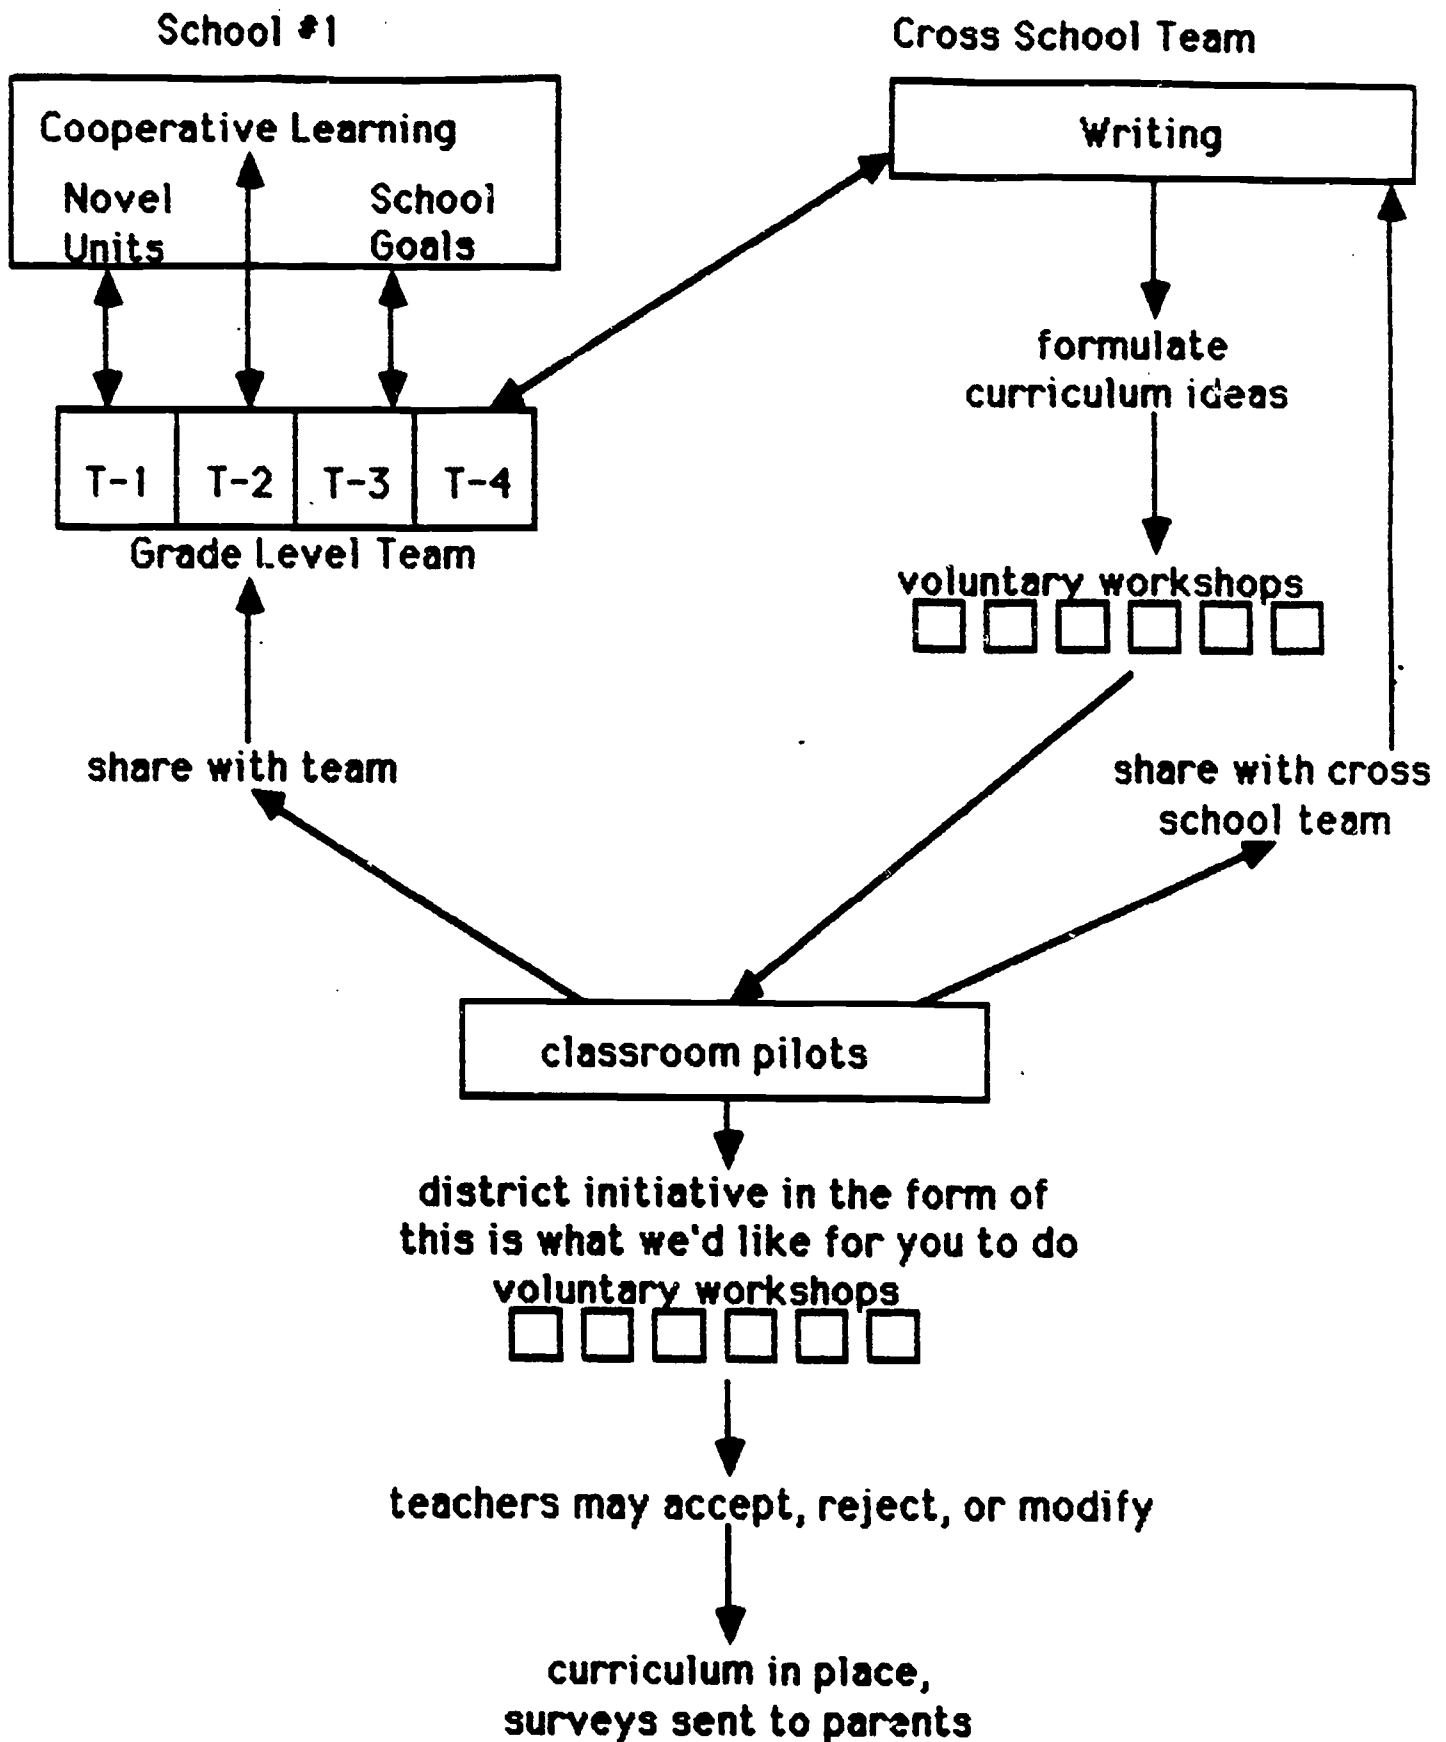 School #1
Cooperative Learning
Novel
Units
School
Goals
T-1
T-2
T-3
T-4
Grade Level Team
share with team
Cross School Team
Writing
formulate
curriculum ideas
voluntary workshops
share with cross
school team
classroom pilots
district initiative in the form of
this is what we'd like for you to do
voluntary workshops
teachers may accept, reject, or modify
curriculum in place,
surveys sent to parents